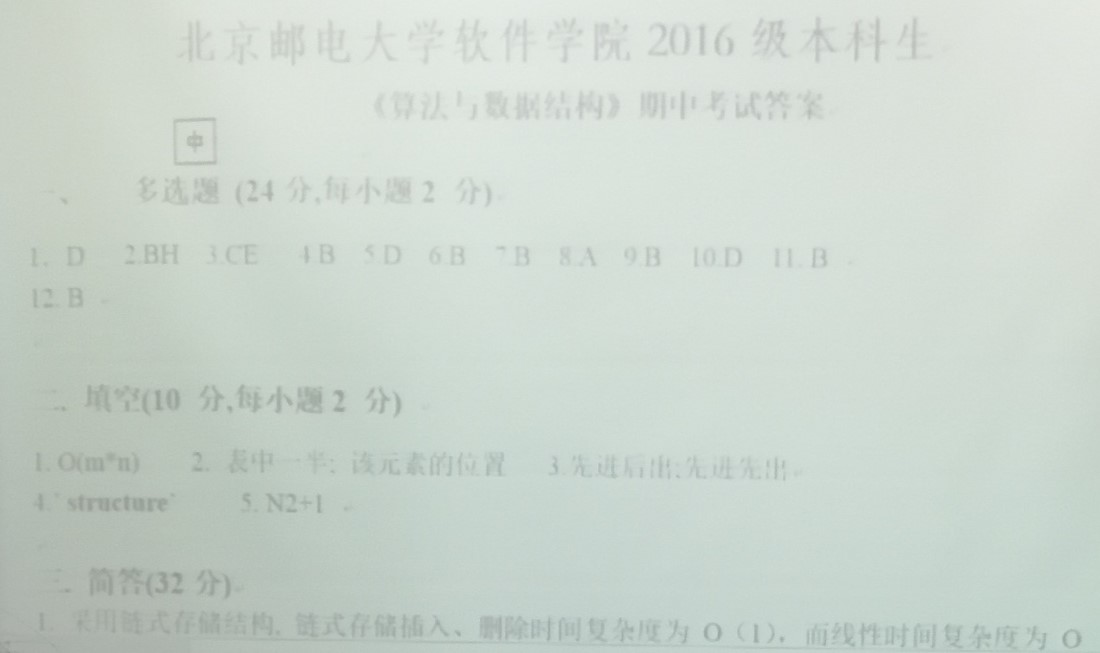 北京邮电大学软件学院 2016 级本科生
《算法与数据结构》期中考试答案
中
一、 多选题 (24 分,每小题 2 分)
1. D 2.BH 3.CE 4.B 5.D 6.B 7.B 8.A 9.B 10.D 11. B
12. B
二. 填空(10 分,每小题 2 分)
1. O(m*n) 2. 表中一半; 该元素的位置 3.先进后出;先进先出
4.'structure' 5. N2+1
三. 简答(32 分)
1. 采用链式存储结构, 链式存储插入、删除时间复杂度为 O（1），而线性时间复杂度为 O